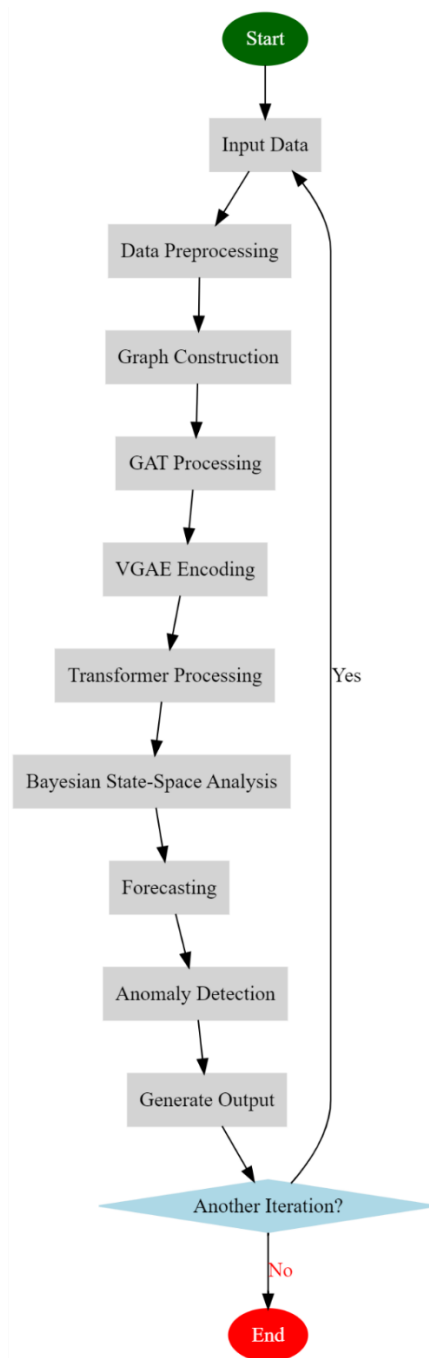 Start
Input Data
Data Preprocessing
Graph Construction
GAT Processing
VGAE Encoding
Transformer Processing
Yes
Bayesian State-Space Analysis
Forecasting
Anomaly Detection
Generate Output
Another Iteration?
No
End